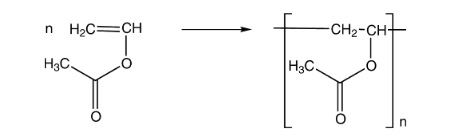 n H₂C=CH CH₂-CH
O O
H₃C H₃C
O O
n